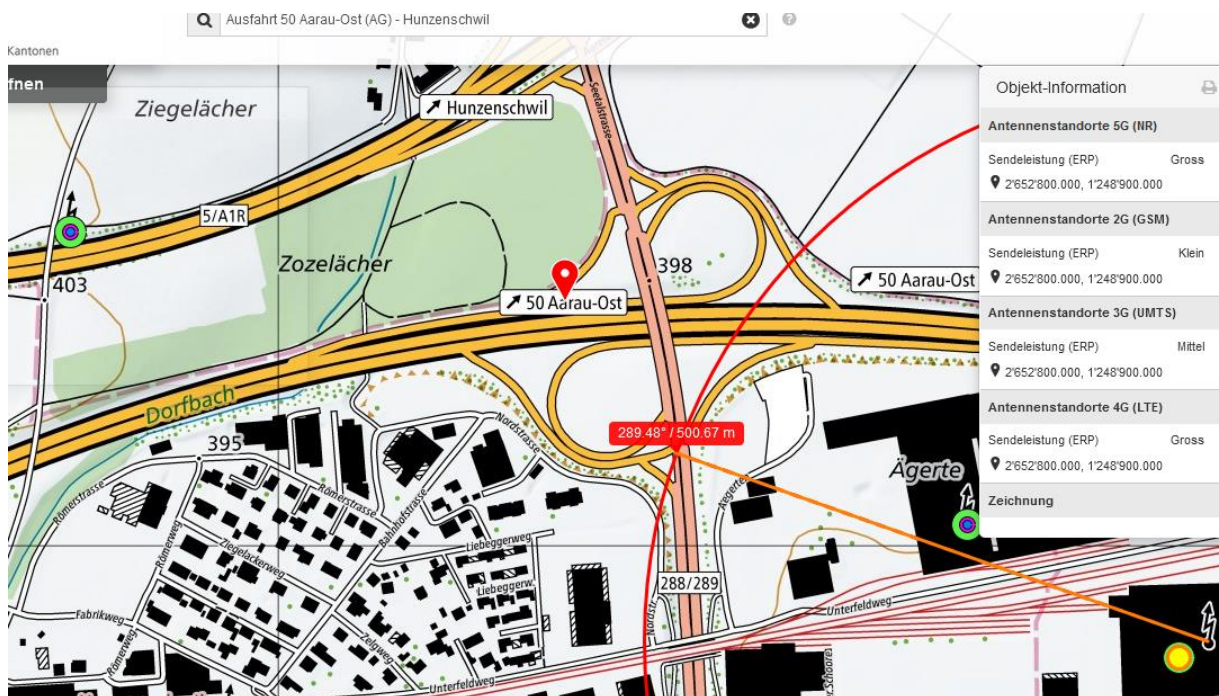 Ausfahrt 50 Aarau-Ost (AG) - Hunzenschwil
Kantonen
fnen
Ziegelächer
Hunzenschwil
Seetalstrasse
5/A1R
403
Zozelächer
398
50 Aarau-Ost
50 Aarau-Ost
Dorfbach
395
Nordstrasse
289.48° / 500.67 m
Ägerte
Römerstrasse
Römerstrasse
Bahnhofstrasse
Aegertenweg
Römerweg
Ziegelackerweg
Liebeggerweg
Liebeggerw.
288/289
Fabrikweg
Römerweg
Zelgweg
Nordstr.
Unterfeldweg
Unterfeldweg
Objekt-Information
Antennenstandorte 5G (NR)
Sendeleistung (ERP) Gross
2'652'800.000, 1'248'900.000
Antennenstandorte 2G (GSM)
Sendeleistung (ERP) Klein
2'652'800.000, 1'248'900.000
Antennenstandorte 3G (UMTS)
Sendeleistung (ERP) Mittel
2'652'800.000, 1'248'900.000
Antennenstandorte 4G (LTE)
Sendeleistung (ERP) Gross
2'652'800.000, 1'248'900.000
Zeichnung